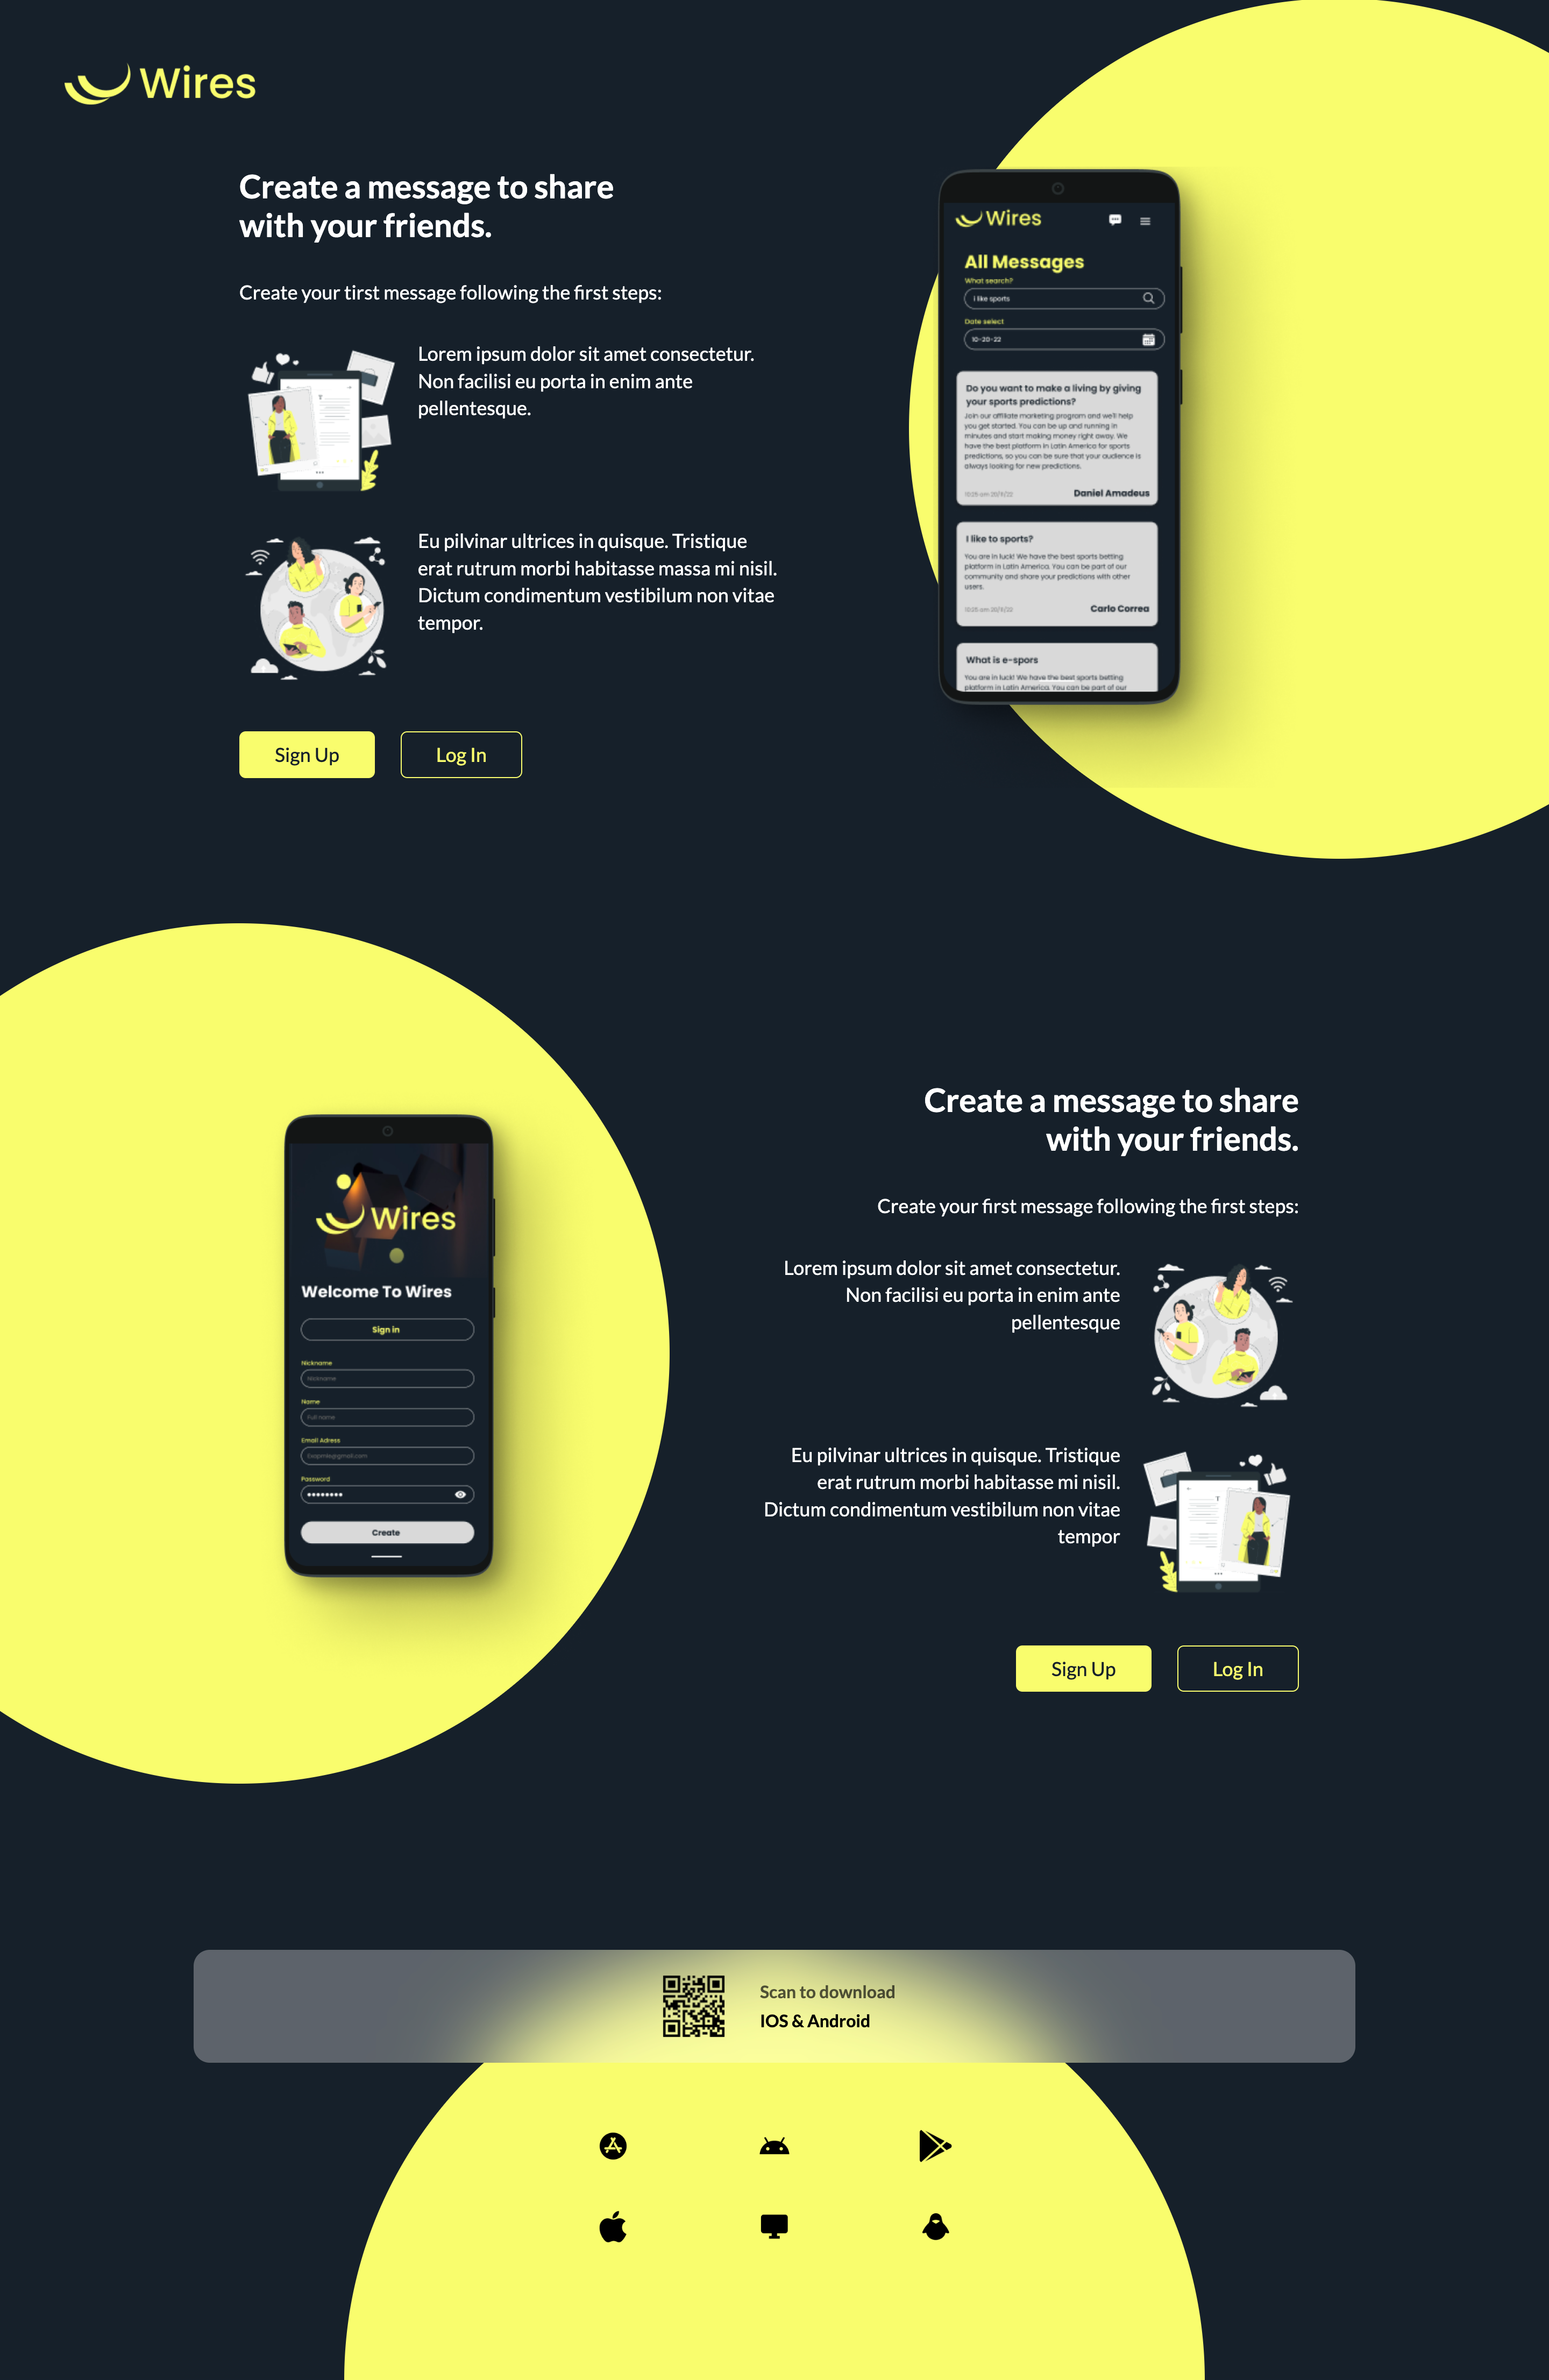 Wires
Create a message to share
with your friends.
Create your tirst message following the first steps:
Lorem ipsum dolor sit amet consectetur.
Non facilisi eu porta in enim ante
pellentesque.
Eu pilvinar ultrices in quisque. Tristique
erat rutrum morbi habitasse massa mi nisil.
Dictum condimentum vestibilum non vitae
tempor.
Sign Up
Log In
Wires
All Messages
What search?
I like sports
Date select
10-20-22
Do you want to make a living by giving
your sports predictions?
Join our affiliate marketing program and we'll help
you get started. You can be up and running in
minutes and start making money right away. We
have the best platform in Latin America for sports
predictions, so you can be sure that your audience is
always looking for new predictions.
Daniel Amadeus
I like to sports?
You are in luck! We have the best sports betting
platform in Latin America. You can be part of our
community and share your predictions with other
users.
Carlo Correa
What is e-spors
You are in luck! We have the best sports betting
platform in Latin America. You can be part of our
Wires
Welcome To Wires
Sign in
Nickname
Nickname
Name
Full name
Email Adress
Password
Create
Create a message to share
with your friends.
Create your first message following the first steps:
Lorem ipsum dolor sit amet consectetur.
Non facilisi eu porta in enim ante
pellentesque
Eu pilvinar ultrices in quisque. Tristique
erat rutrum morbi habitasse mi nisil.
Dictum condimentum vestibilum non vitae
tempor
Sign Up
Log In
Scan to download
IOS & Android